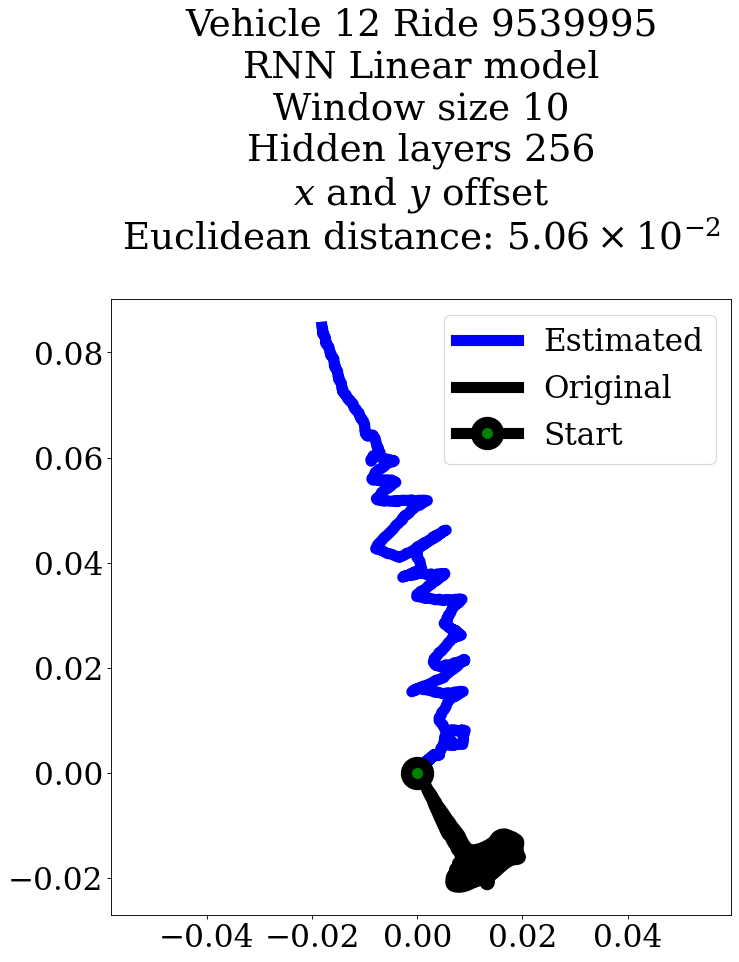 Vehicle 12 Ride 9539995
RNN Linear model
Window size 10
Hidden layers 256
x and y offset
Euclidean distance: 5.06 × 10⁻²
Estimated
Original
Start
0.08
0.06
0.04
0.02
0.00
−0.02
−0.04 −0.02 0.00 0.02 0.04